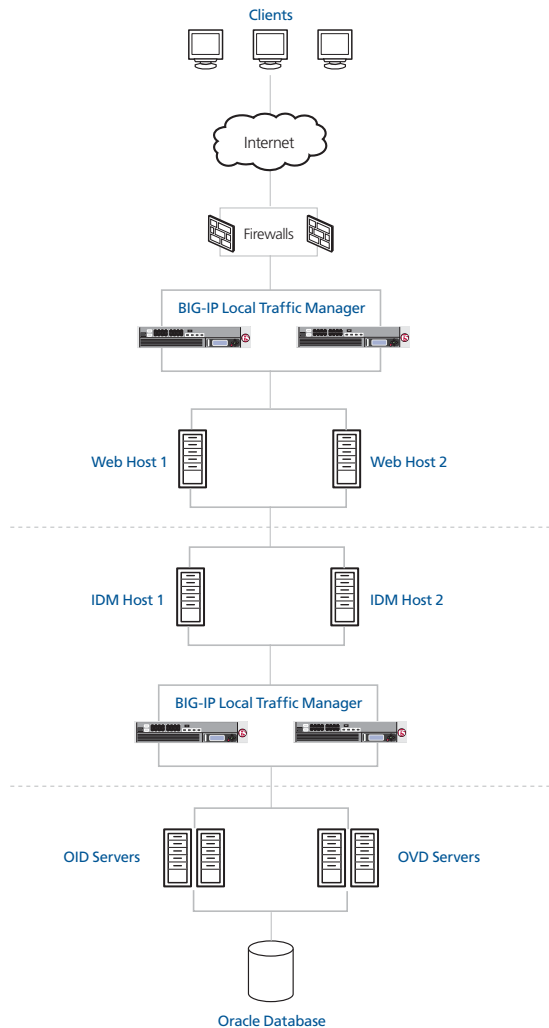 Clients
Internet
Firewalls
BIG-IP Local Traffic Manager
Web Host 1
Web Host 2
IDM Host 1
IDM Host 2
BIG-IP Local Traffic Manager
OID Servers
OVD Servers
Oracle Database